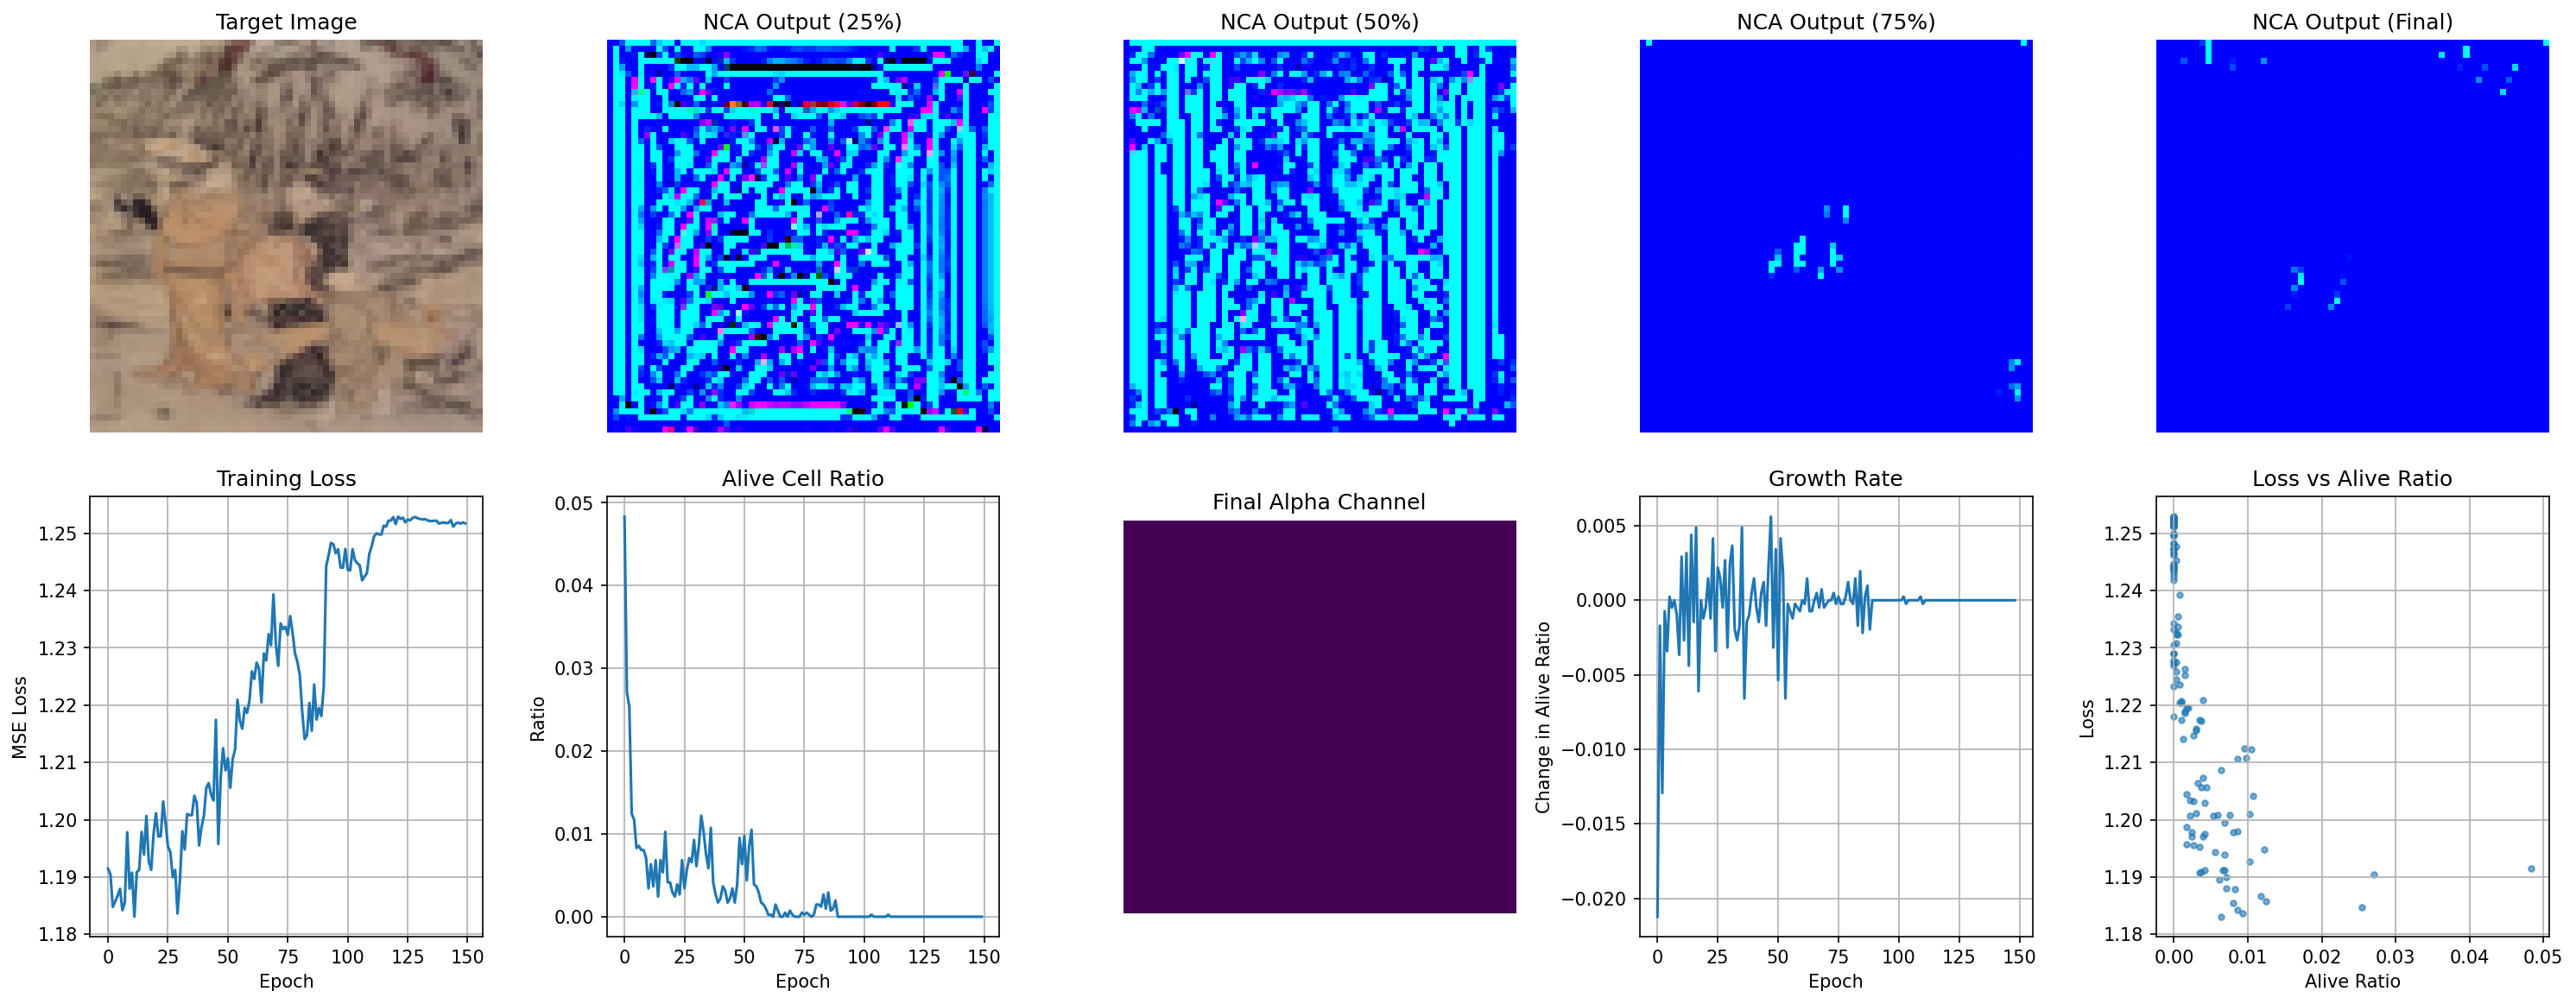 Target Image
NCA Output (25%)
NCA Output (50%)
NCA Output (75%)
NCA Output (Final)
Training Loss
MSE Loss
1.25
1.24
1.23
1.22
1.21
1.20
1.19
1.18
0 25 50 75 100 125 150
Epoch
Alive Cell Ratio
Ratio
0.05
0.04
0.03
0.02
0.01
0.00
0 25 50 75 100 125 150
Epoch
Final Alpha Channel
Growth Rate
Change in Alive Ratio
0.005
0.000
−0.005
−0.010
−0.015
−0.020
0 25 50 75 100 125 150
Epoch
Loss vs Alive Ratio
Loss
1.25
1.24
1.23
1.22
1.21
1.20
1.19
1.18
0.00 0.01 0.02 0.03 0.04 0.05
Alive Ratio